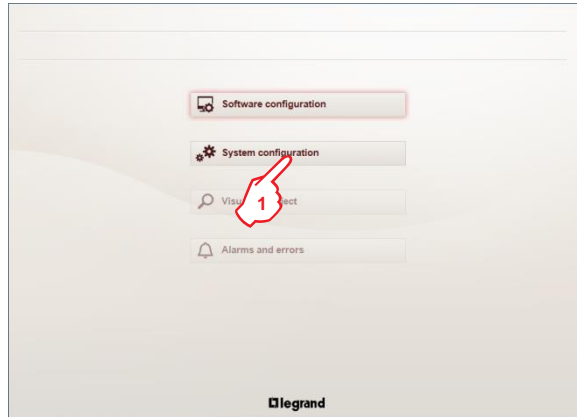 Software configuration
System configuration
1
Alarms and errors
legrand